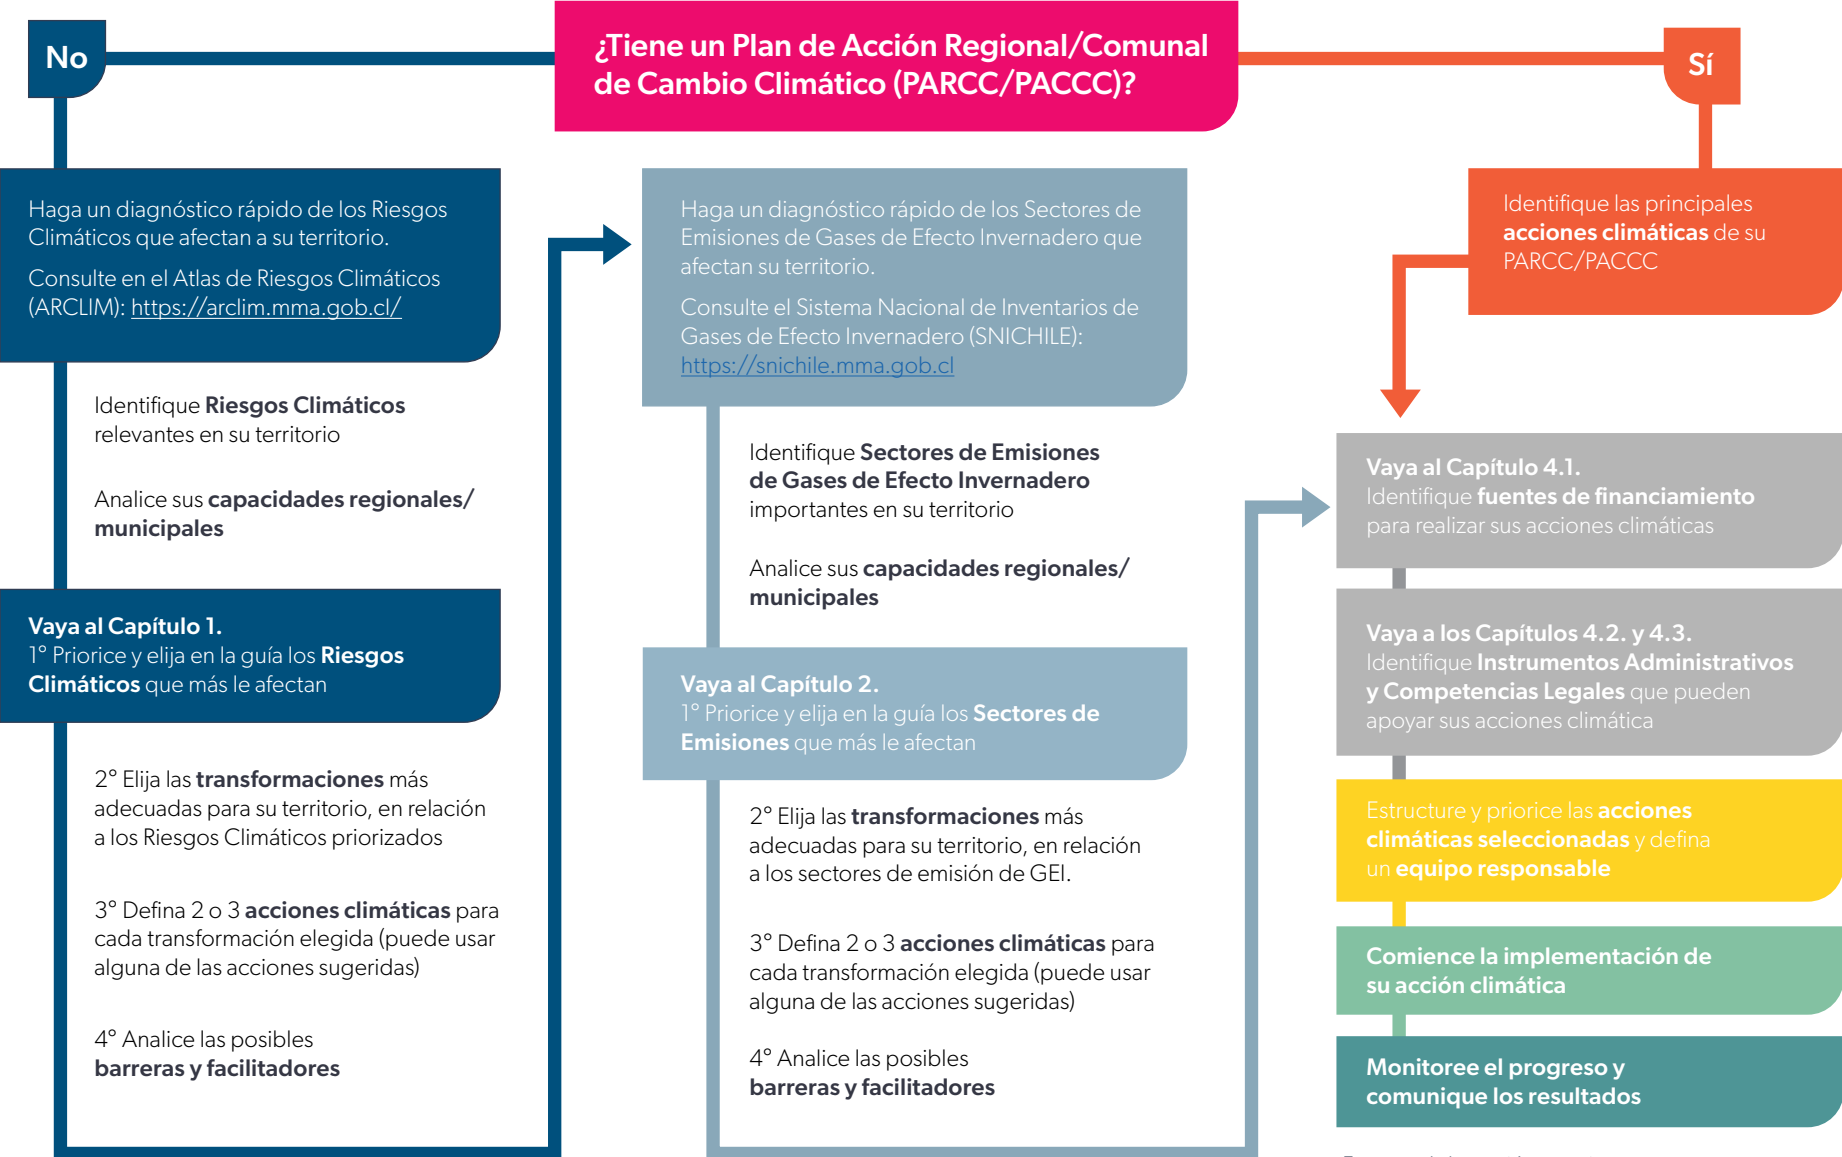 ¿Tiene un Plan de Acción Regional/Comunal
de Cambio Climático (PARCC/PACCC)?
No
Haga un diagnóstico rápido de los Riesgos
Climáticos que afectan a su territorio.
Consulte en el Atlas de Riesgos Climáticos
(ARCLIM): https://arclim.mma.gob.cl/
Identifique Riesgos Climáticos
relevantes en su territorio
Analice sus capacidades regionales/
municipales
Vaya al Capítulo 1.
1° Priorice y elija en la guía los Riesgos
Climáticos que más le afectan
2° Elija las transformaciones más
adecuadas para su territorio, en relación
a los Riesgos Climáticos priorizados
3° Defina 2 o 3 acciones climáticas para
cada transformación elegida (puede usar
alguna de las acciones sugeridas)
4° Analice las posibles
barreras y facilitadores
Haga un diagnóstico rápido de los Sectores de
Emisiones de Gases de Efecto Invernadero que
afectan su territorio.
Consulte el Sistema Nacional de Inventarios de
Gases de Efecto Invernadero (SNICHILE):
https://snichile.mma.gob.cl
Identifique Sectores de Emisiones
de Gases de Efecto Invernadero
importantes en su territorio
Analice sus capacidades regionales/
municipales
Vaya al Capítulo 2.
1° Priorice y elija en la guía los Sectores de
Emisiones que más le afectan
2° Elija las transformaciones más
adecuadas para su territorio, en relación
a los sectores de emisión de GEI.
3° Defina 2 o 3 acciones climáticas para
cada transformación elegida (puede usar
alguna de las acciones sugeridas)
4° Analice las posibles
barreras y facilitadores
Sí
Identifique las principales
acciones climáticas de su
PARCC/PACCC
Vaya al Capítulo 4.1.
Identifique fuentes de financiamiento
para realizar sus acciones climáticas
Vaya a los Capítulos 4.2. y 4.3.
Identifique Instrumentos Administrativos
y Competencias Legales que pueden
apoyar sus acciones climática
Estructure y priorice las acciones
climáticas seleccionadas y defina
un equipo responsable
Comience la implementación de
su acción climática
Monitoree el progreso y
comunique los resultados